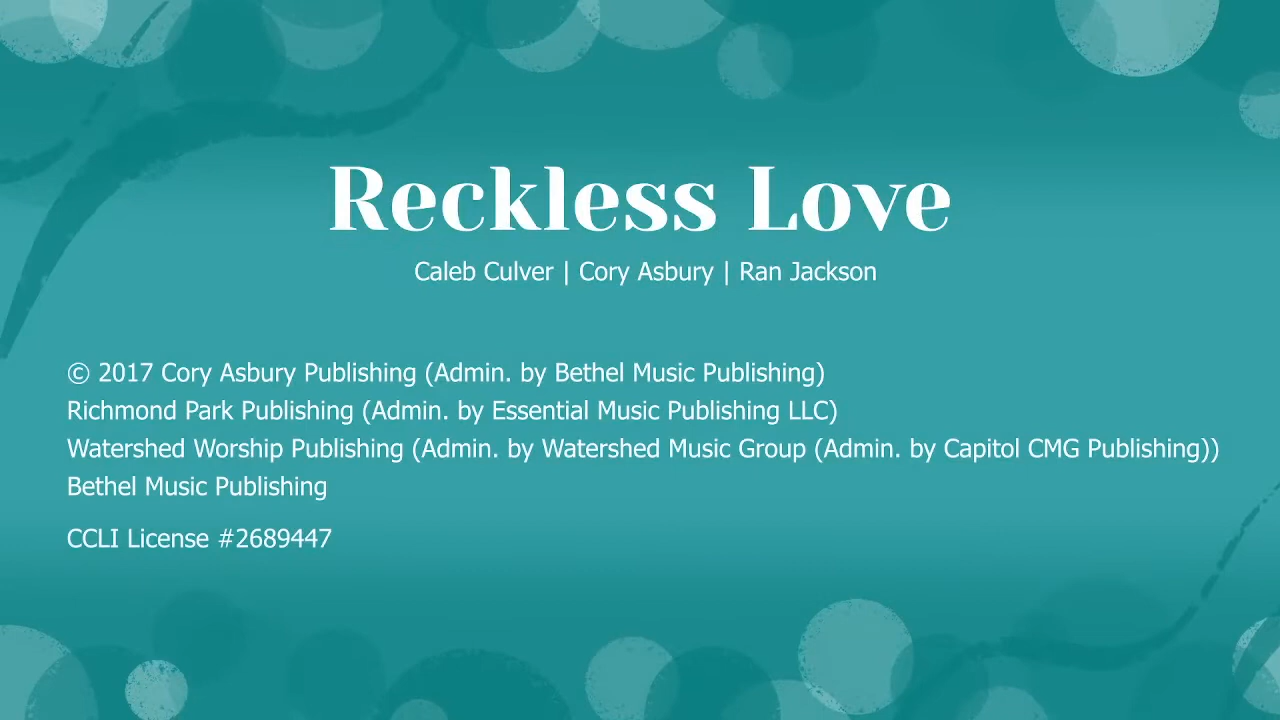 Reckless Love
Caleb Culver | Cory Asbury | Ran Jackson
© 2017 Cory Asbury Publishing (Admin. by Bethel Music Publishing)
Richmond Park Publishing (Admin. by Essential Music Publishing LLC)
Watershed Worship Publishing (Admin. by Watershed Music Group (Admin. by Capitol CMG Publishing))
Bethel Music Publishing
CCLI License #2689447